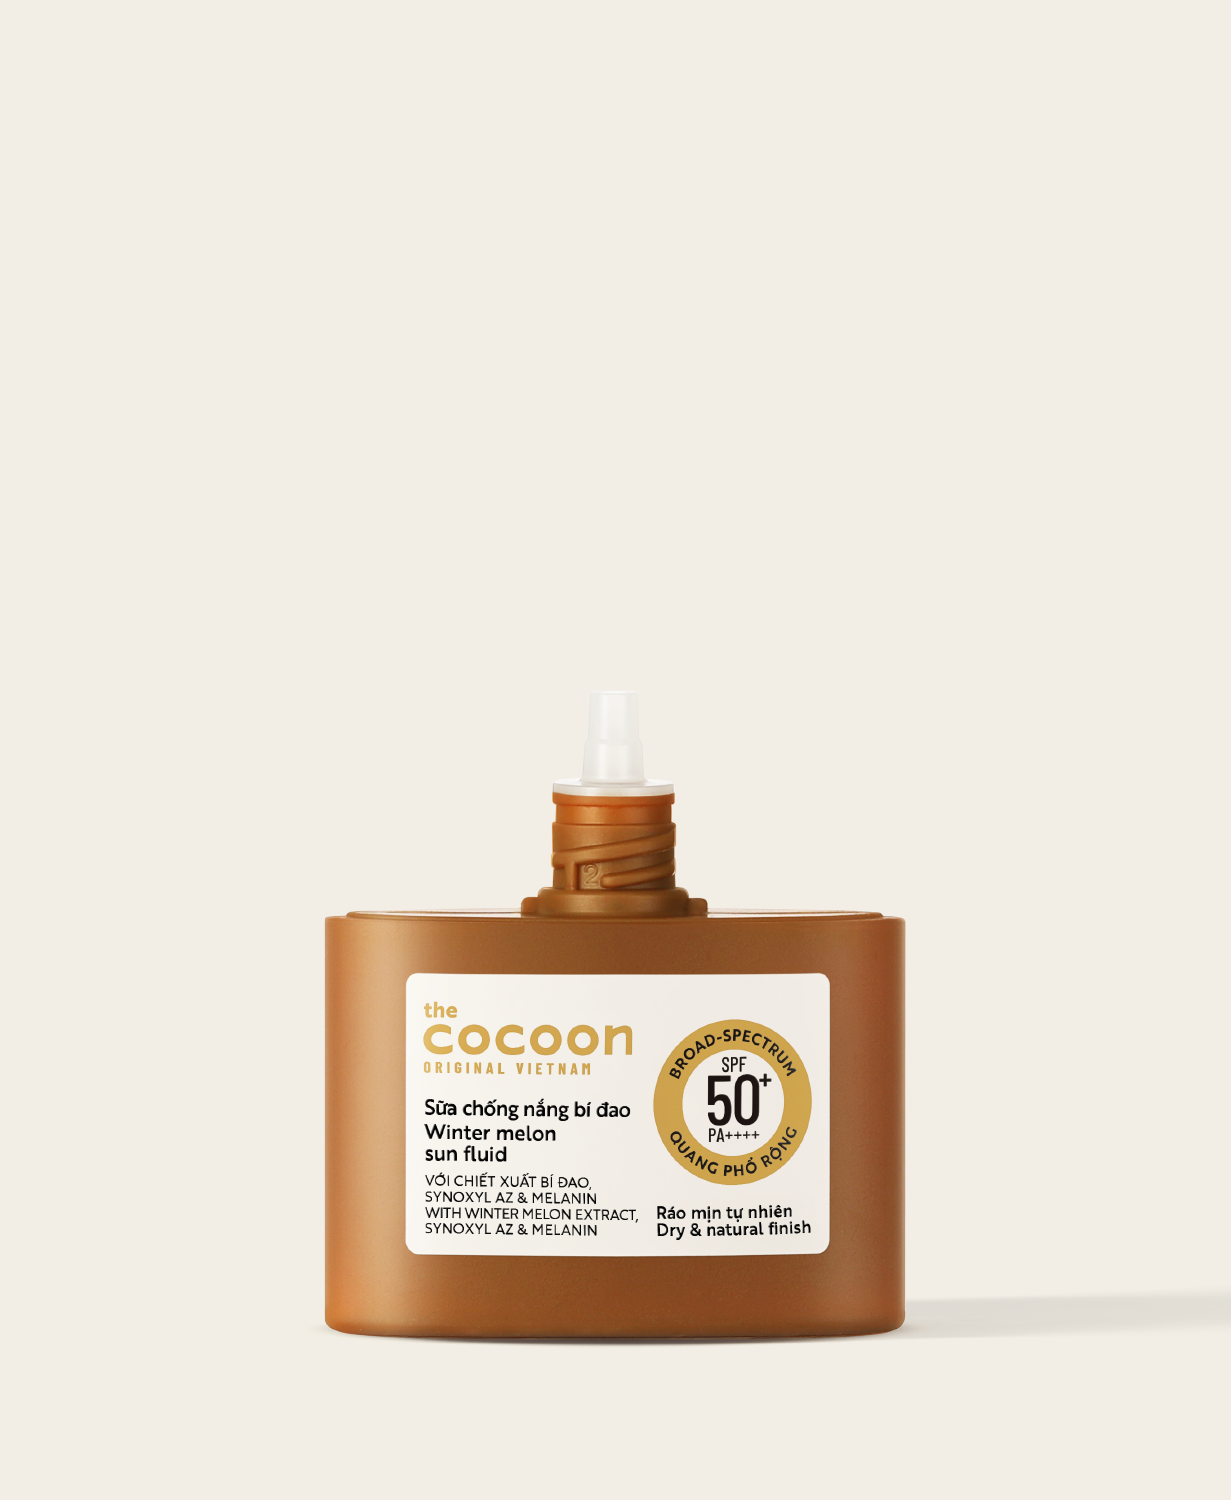 2
the
cocoon
ORIGINAL VIETNAM
Sữa chống nắng bí đao
Winter melon
sun fluid
VỚI CHIẾT XUẤT BÍ ĐAO,
SYNOXYL AZ & MELANIN
WITH WINTER MELON EXTRACT,
SYNOXYL AZ & MELANIN
BROAD-SPECTRUM
SPF
50+
PA++++
QUANG PHỔ RỘNG
Ráo mịn tự nhiên
Dry & natural finish